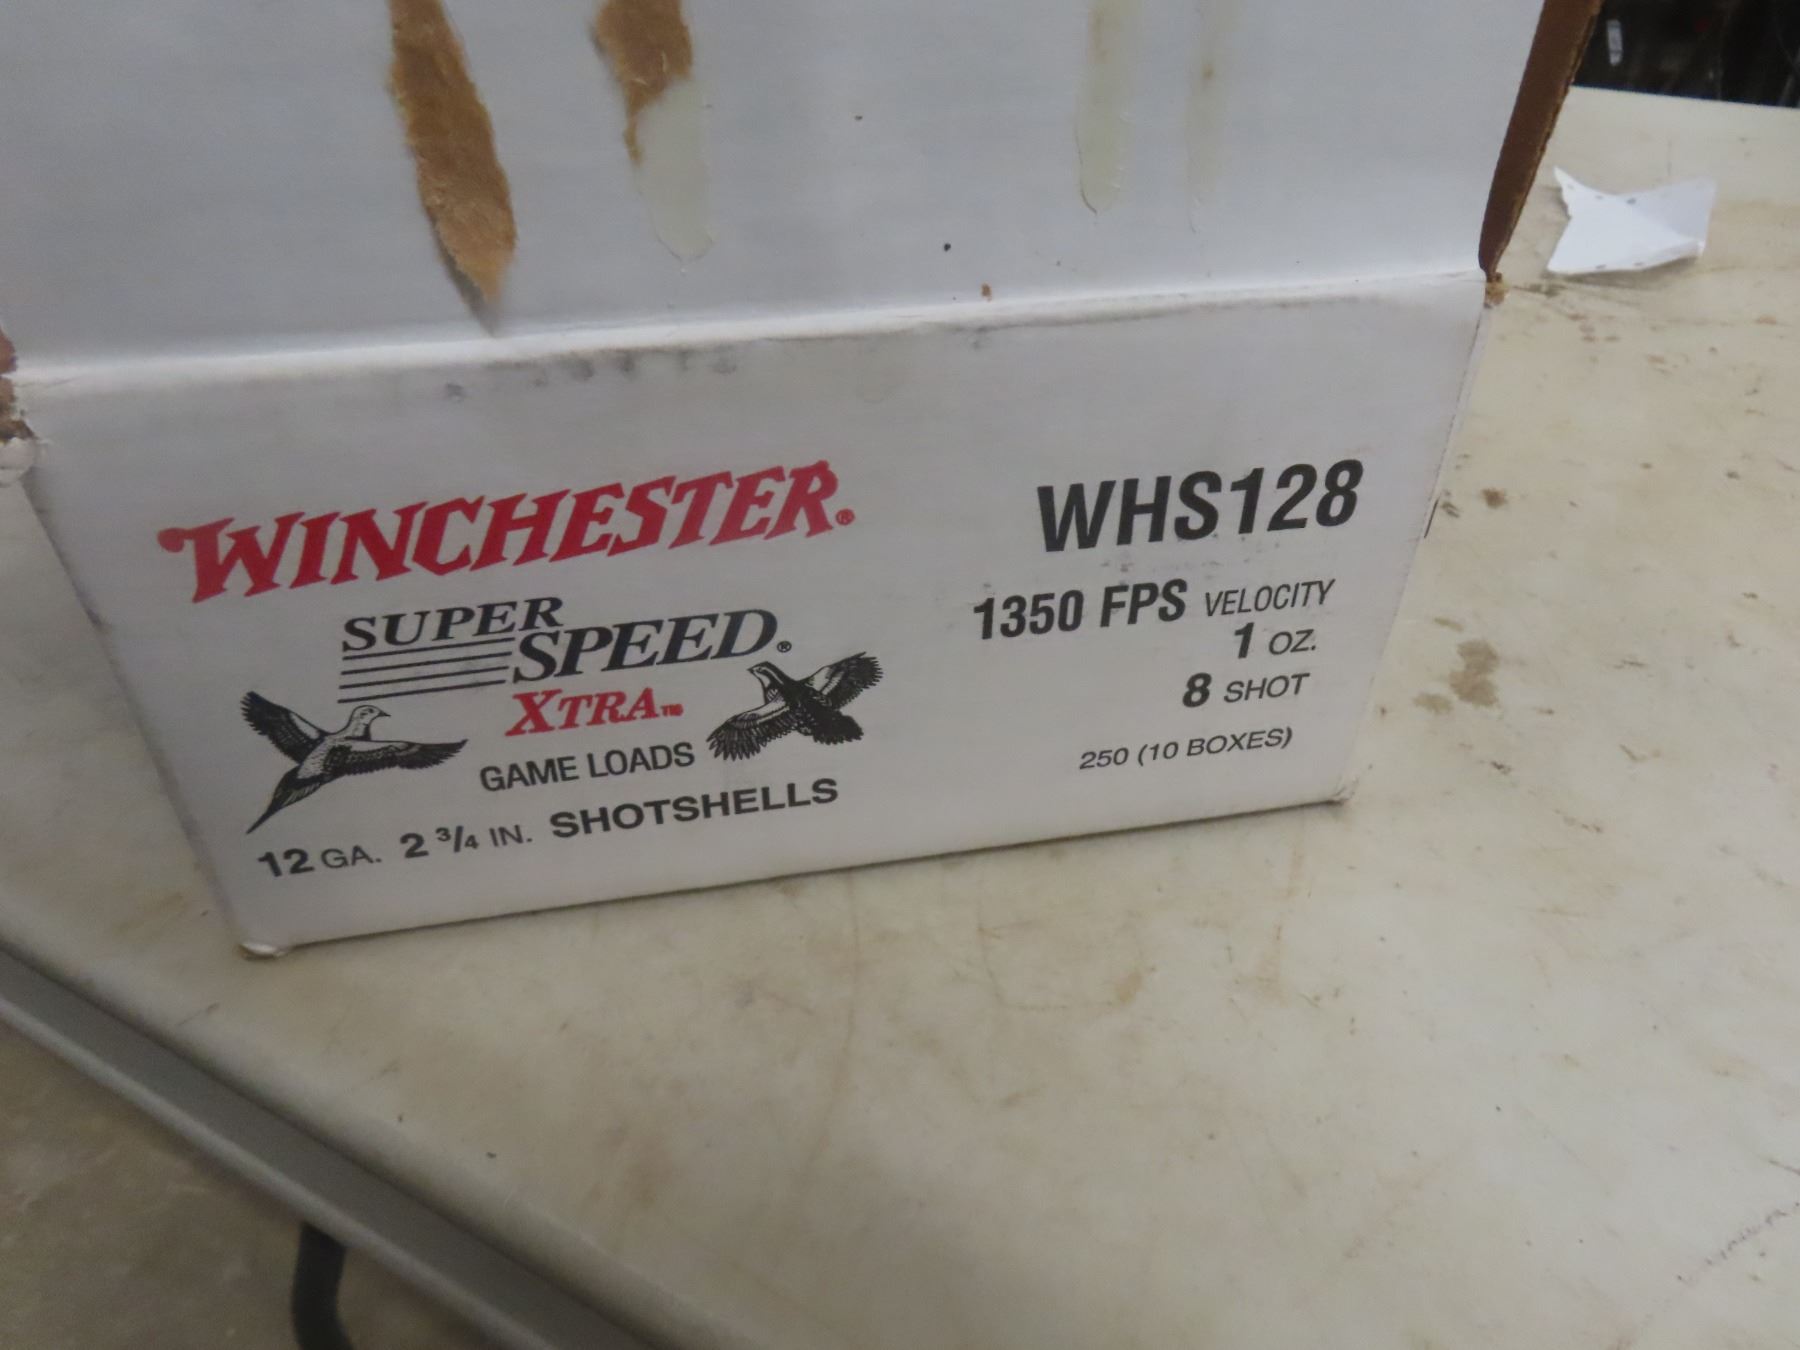 WINCHESTER®
SUPER
SPEED®
XTRA™
GAME LOADS
12 GA. 2 3/4 IN. SHOTSHELLS
WHS128
1350 FPS VELOCITY
1 OZ.
8 SHOT
250 (10 BOXES)